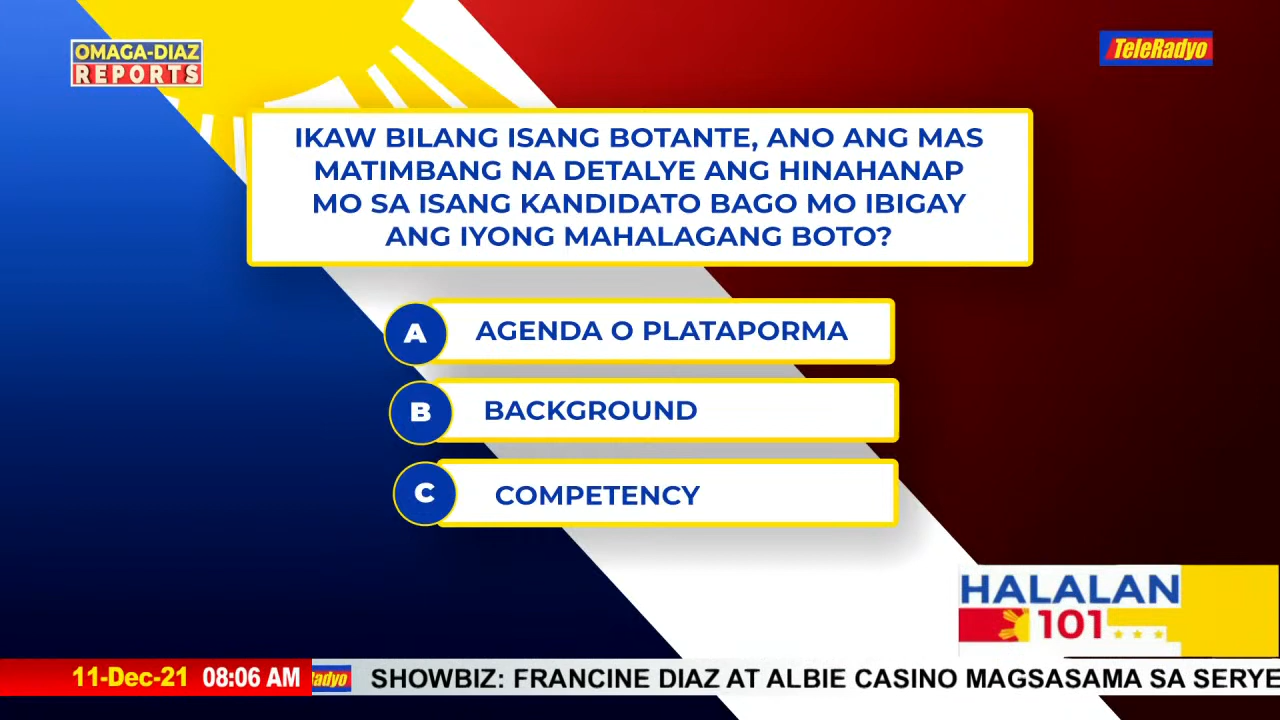 OMAGA-DIAZ
REPORTS
TeleRadyo
IKAW BILANG ISANG BOTANTE, ANO ANG MAS
MATIMBANG NA DETALYE ANG HINAHANAP
MO SA ISANG KANDIDATO BAGO MO IBIGAY
ANG IYONG MAHALAGANG BOTO?
A AGENDA O PLATAPORMA
B BACKGROUND
C COMPETENCY
HALALAN
101
11-Dec-21 08:06 AM adyo SHOWBIZ: FRANCINE DIAZ AT ALBIE CASINO MAGSASAMA SA SERYE